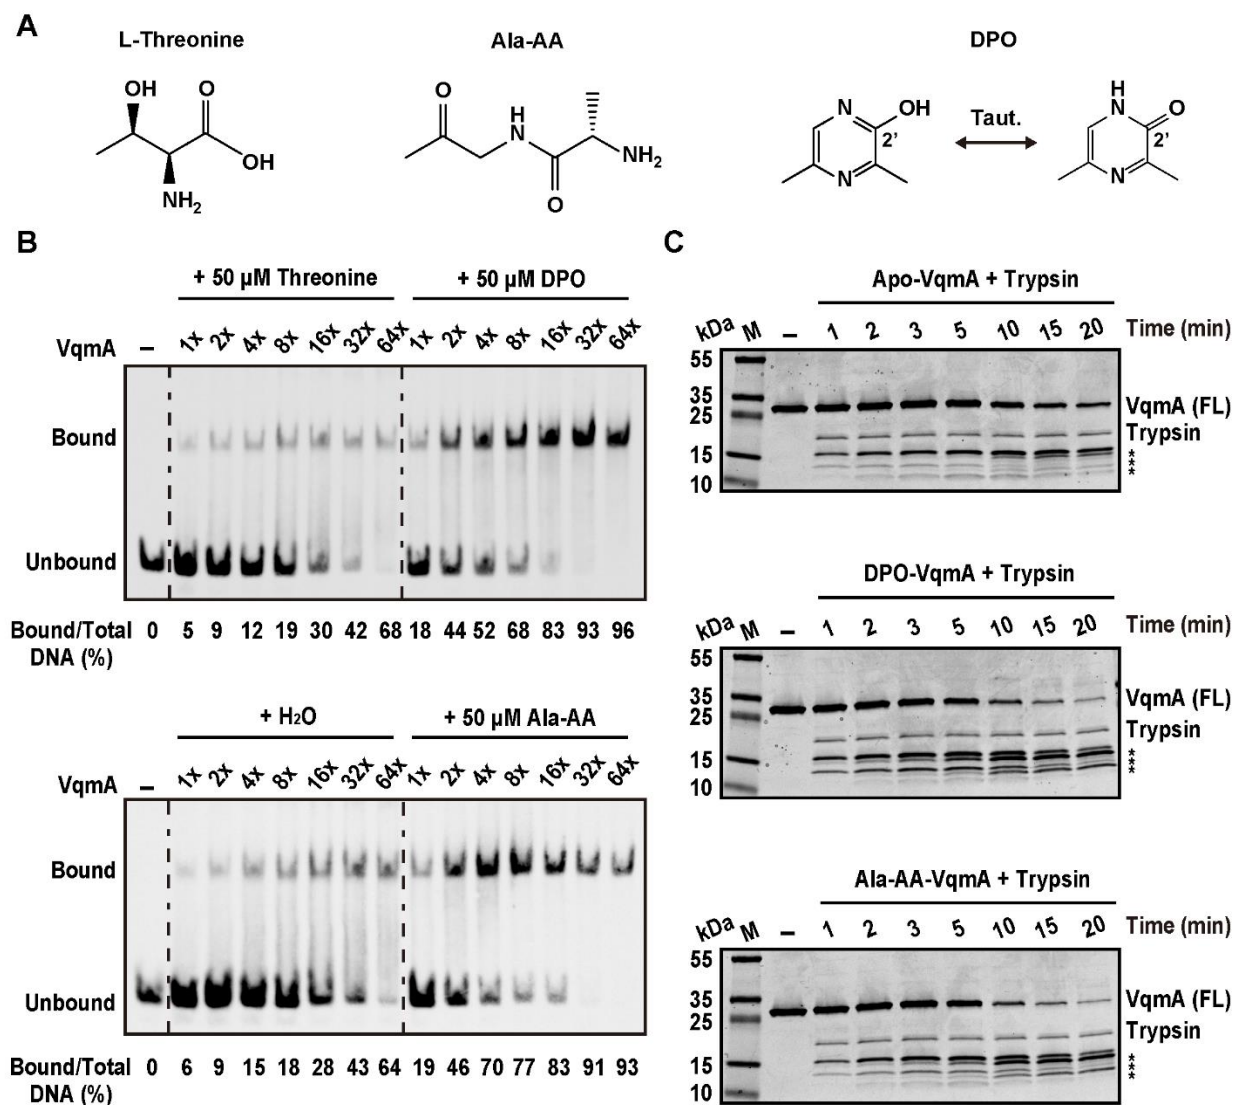 A
L-Threonine
Ala-AA
DPO
OH
O
OH
NH₂
O
H
N
O
NH₂
N
OH
2'
N
Taut.
H
N
O
2'
N
B
+ 50 µM Threonine
+ 50 µM DPO
VqmA
– 1x 2x 4x 8x 16x 32x 64x 1x 2x 4x 8x 16x 32x 64x
Bound
Unbound
Bound/Total 0 5 9 12 19 30 42 68 18 44 52 68 83 93 96
DNA (%)
+ H₂O
+ 50 µM Ala-AA
VqmA
– 1x 2x 4x 8x 16x 32x 64x 1x 2x 4x 8x 16x 32x 64x
Bound
Unbound
Bound/Total 0 6 9 15 18 28 43 64 19 46 70 77 83 91 93
DNA (%)
C
Apo-VqmA + Trypsin
kDa M – 1 2 3 5 10 15 20 Time (min)
55
35
25
15
10
VqmA (FL)
Trypsin
*
*
*
DPO-VqmA + Trypsin
kDa M – 1 2 3 5 10 15 20 Time (min)
55
35
25
15
10
VqmA (FL)
Trypsin
*
*
*
Ala-AA-VqmA + Trypsin
kDa M – 1 2 3 5 10 15 20 Time (min)
55
35
25
15
10
VqmA (FL)
Trypsin
*
*
*